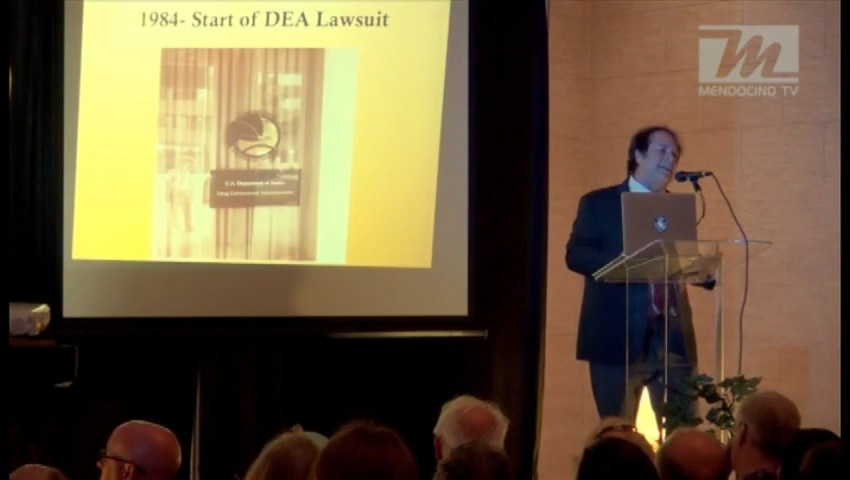 1984- Start of DEA Lawsuit
U.S. Department of Justice
Drug Enforcement Administration
M
MENDOCINO TV